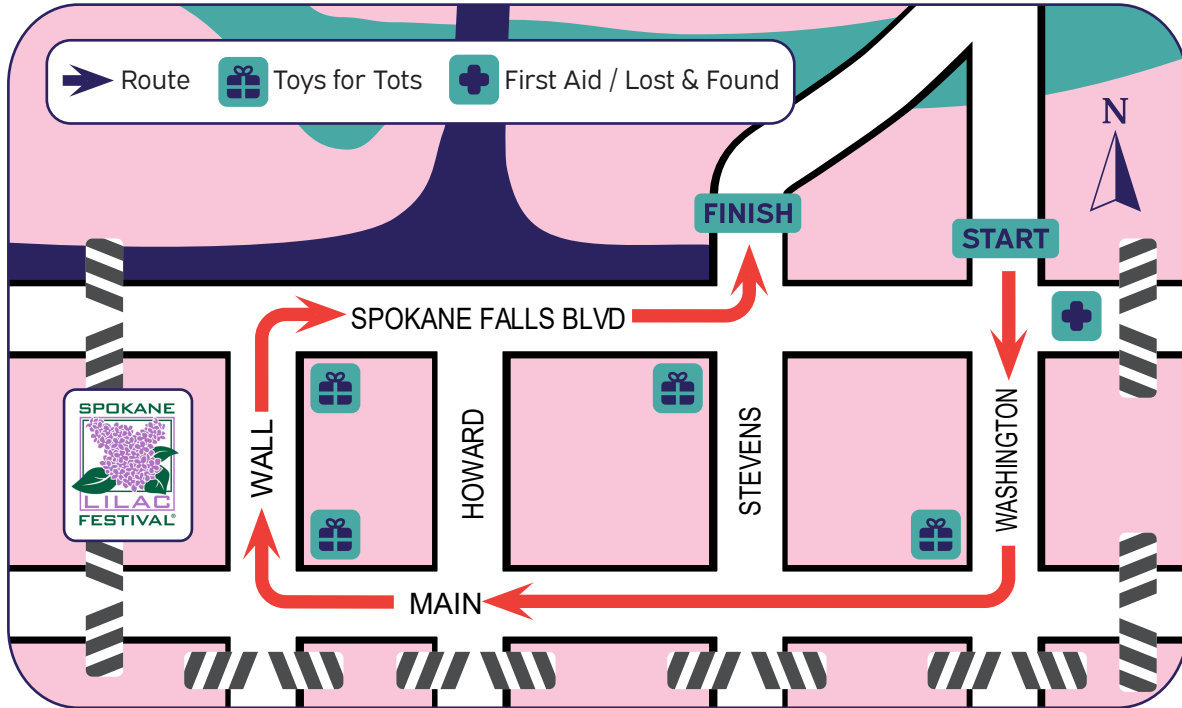 Route Toys for Tots First Aid / Lost & Found
N
FINISH
START
SPOKANE FALLS BLVD
SPOKANE
LILAC
FESTIVAL®
WALL
HOWARD
STEVENS
WASHINGTON
MAIN